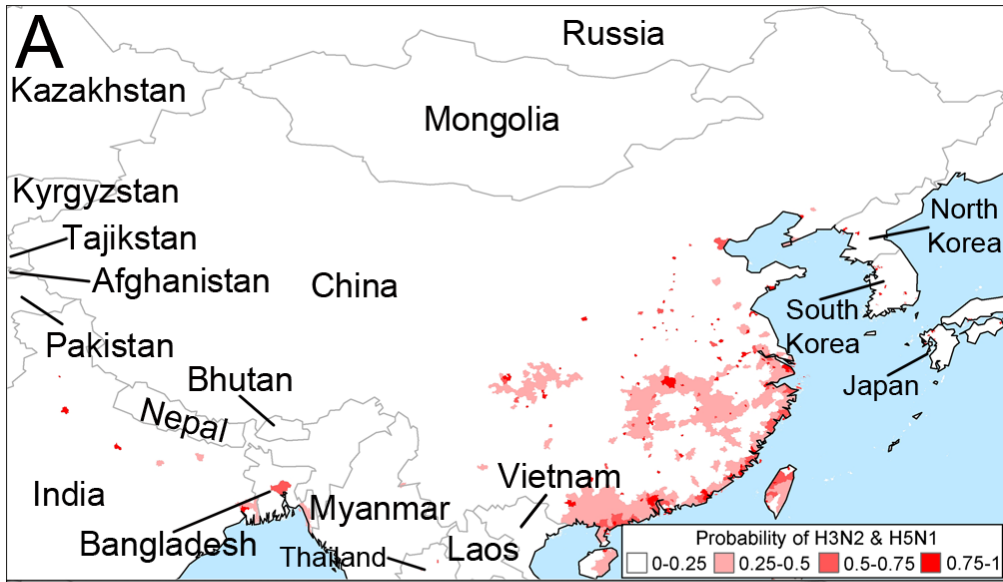 A
Russia
Kazakhstan
Mongolia
Kyrgyzstan
North
Korea
Tajikstan
Afghanistan
China
South
Korea
Pakistan
Japan
Bhutan
Nepal
Vietnam
India
Myanmar
Bangladesh
Thailand
Laos
Probability of H3N2 & H5N1
0-0.25 0.25-0.5 0.5-0.75 0.75-1